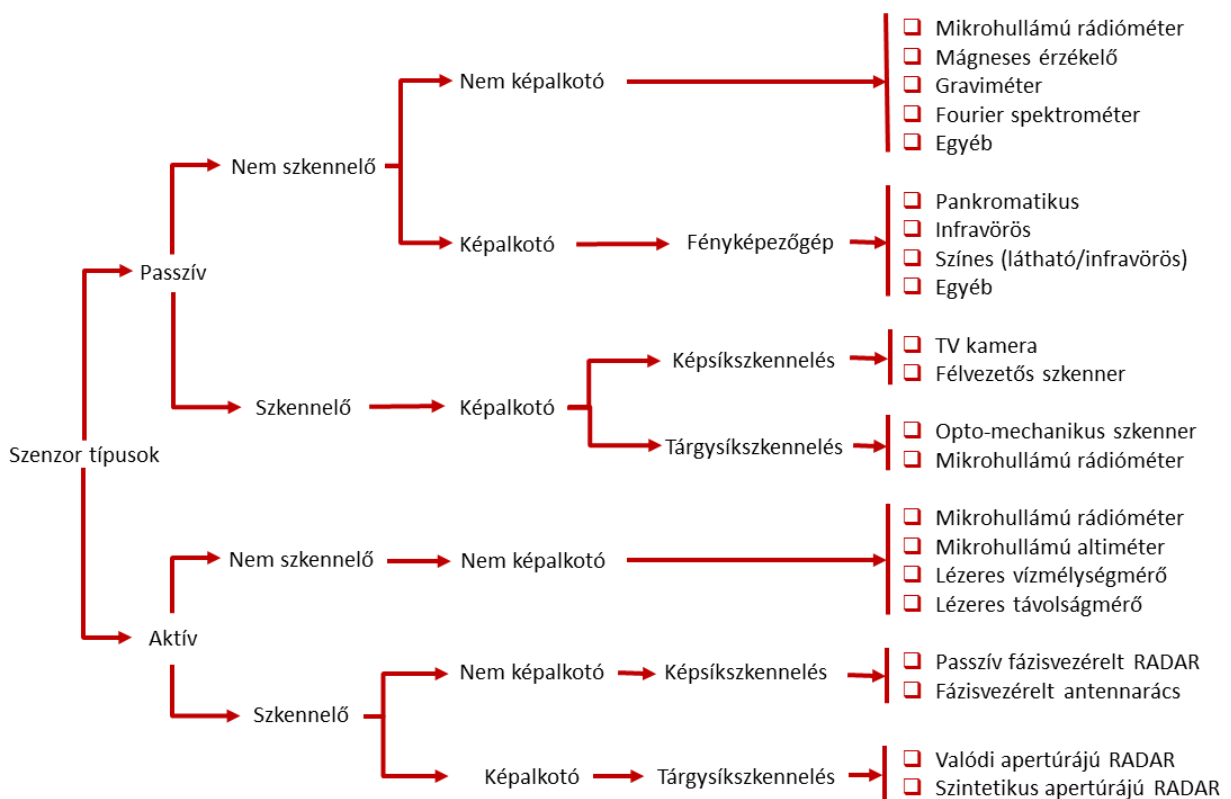 Szenzor típusok
Passzív
Nem szkennelő
Nem képalkotó
Mikrohullámú rádióméter
Mágneses érzékelő
Graviméter
Fourier spektrométer
Egyéb
Képalkotó
Fényképezőgép
Pankromatikus
Infravörös
Színes (látható/infravörös)
Egyéb
Szkennelő
Képalkotó
Képsíkszkennelés
TV kamera
Félvezetős szkenner
Tárgysíkszkennelés
Opto-mechanikus szkenner
Mikrohullámú rádióméter
Aktív
Nem szkennelő
Nem képalkotó
Mikrohullámú rádióméter
Mikrohullámú altiméter
Lézeres vízmélységmérő
Lézeres távolságmérő
Szkennelő
Nem képalkotó
Képsíkszkennelés
Passzív fázisvezérelt RADAR
Fázisvezérelt antennarács
Képalkotó
Tárgysíkszkennelés
Valódi apertúrájú RADAR
Szintetikus apertúrájú RADAR